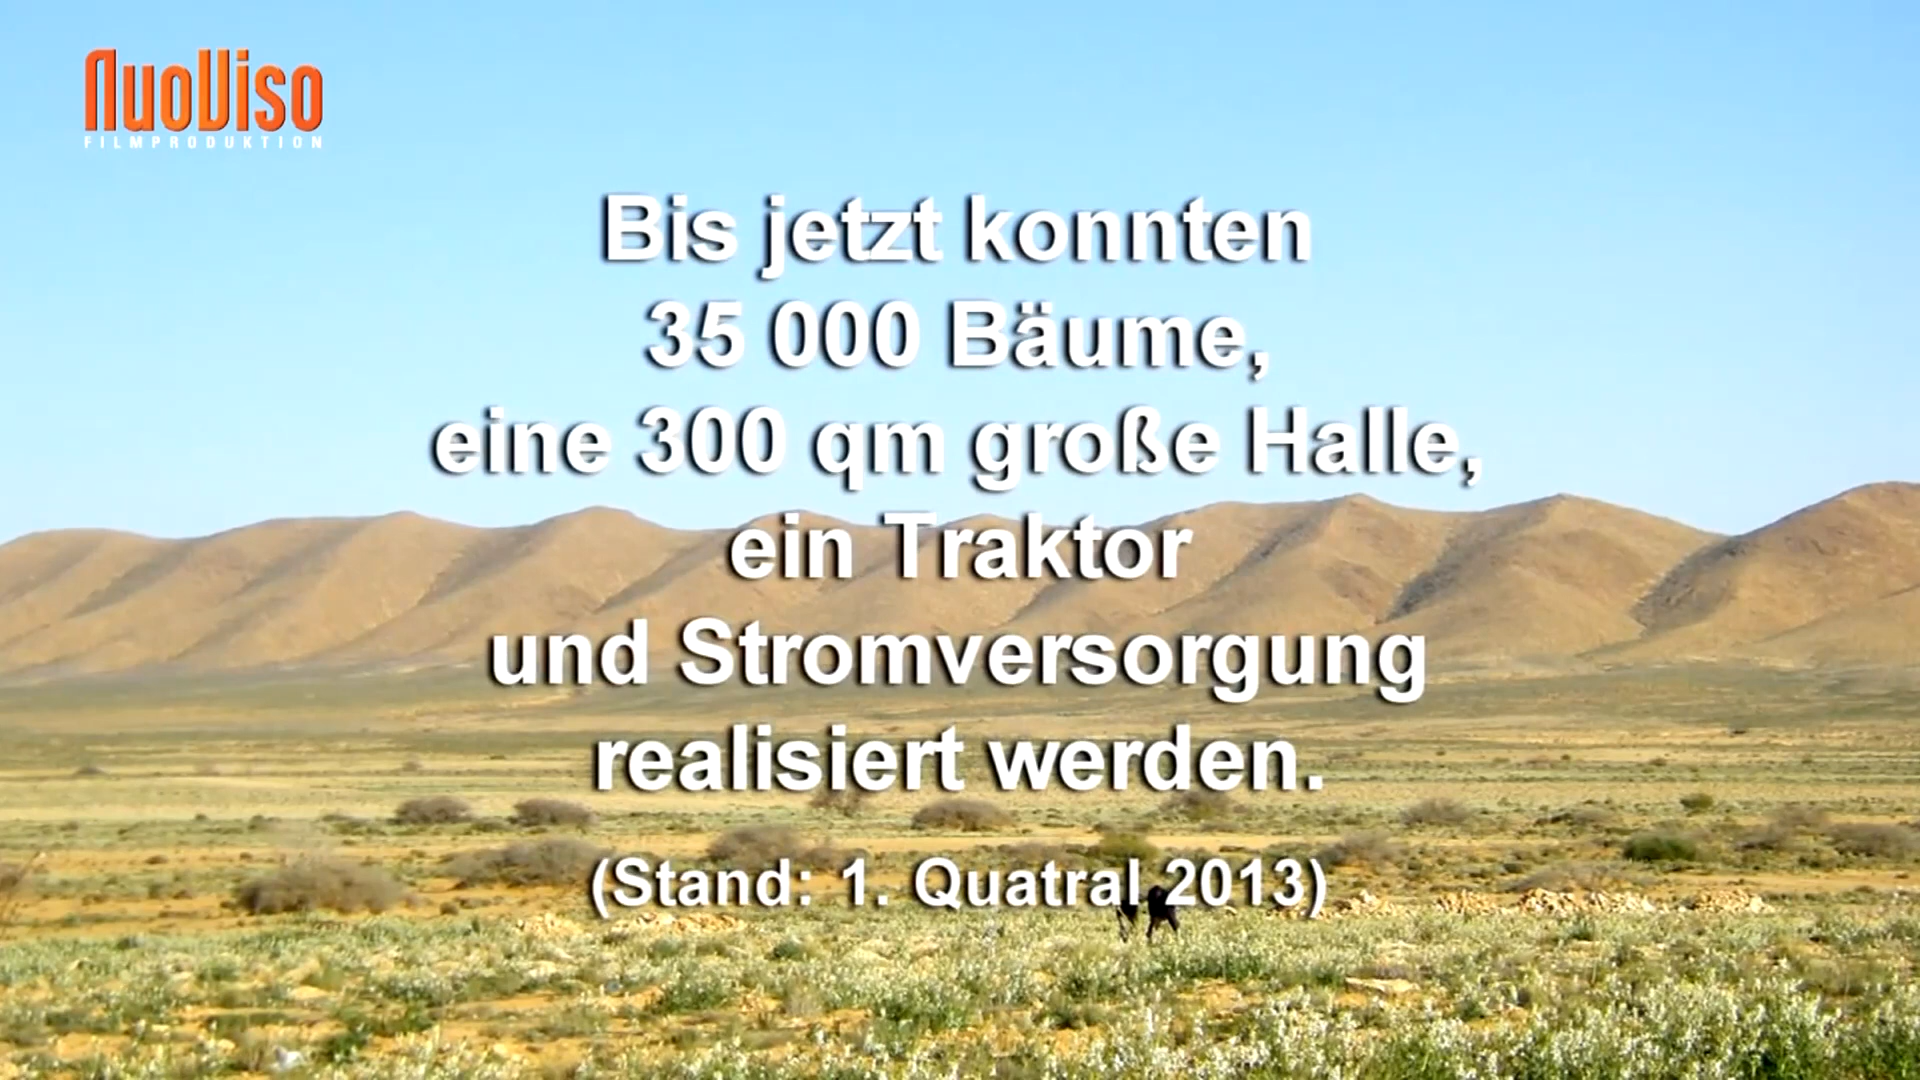 NuoViso
FILMPRODUKTION
Bis jetzt konnten
35 000 Bäume,
eine 300 qm große Halle,
ein Traktor
und Stromversorgung
realisiert werden.
(Stand: 1. Quatral 2013)